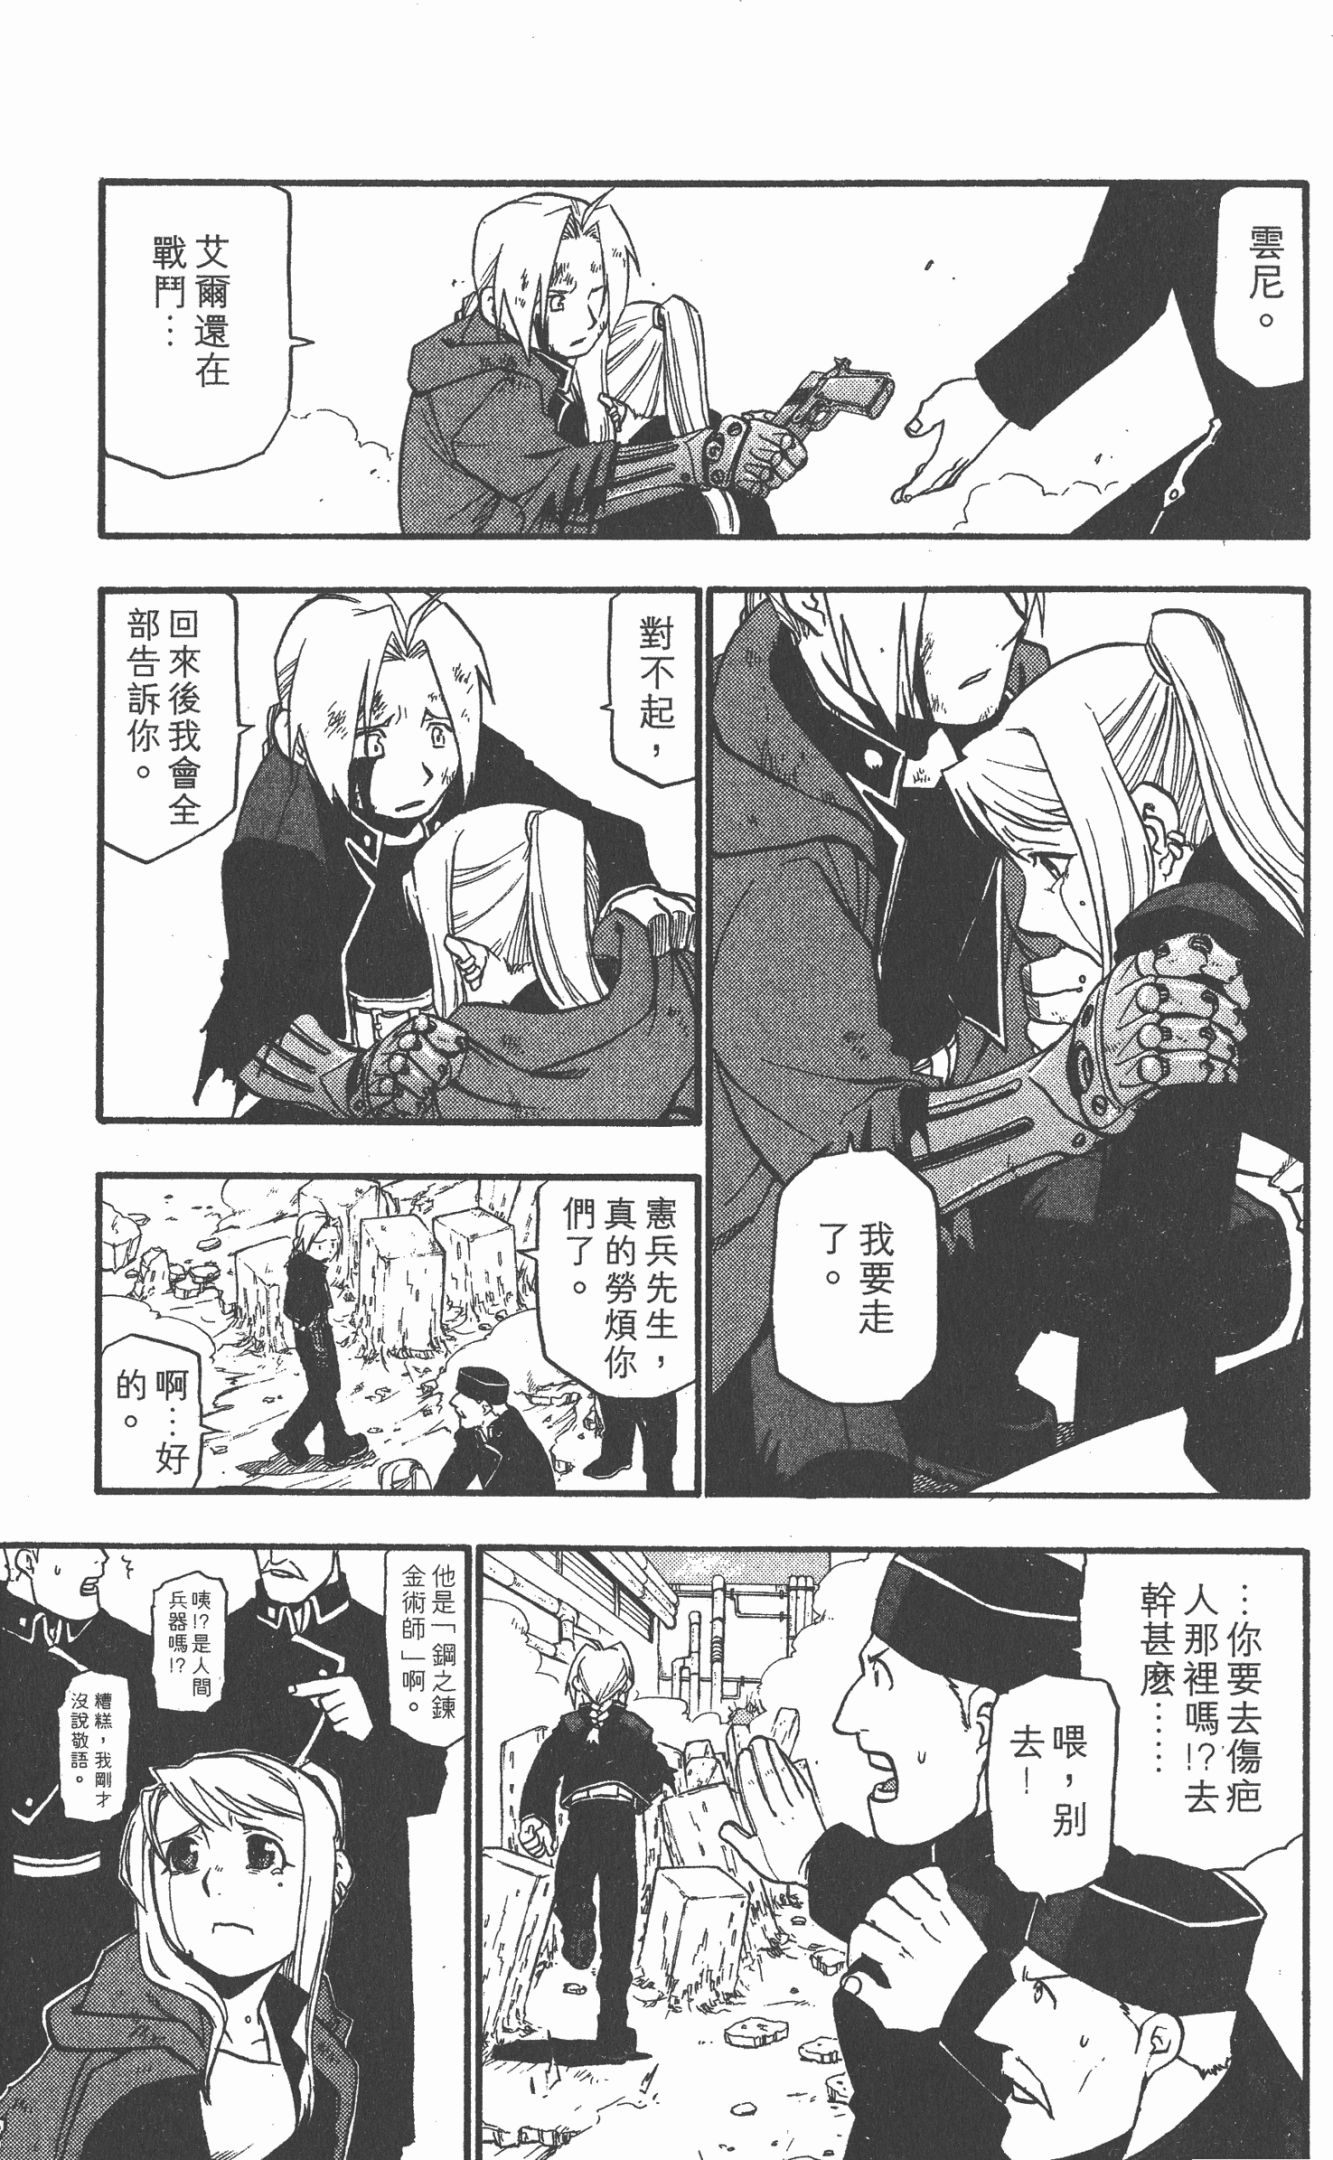 雲尼。
艾爾還在
戰鬥…
我要走
了。
對不起，
回來後我會全
部告訴你。
憲兵先生，
真的勞煩你
們了。
啊…好
的。
…你要去傷疤
人那裡嗎!?去
幹甚麼……
喂，別
去！
他是「鋼之鍊
金術師」啊。
咦!?是人間
兵器嗎!?
糟糕，我剛才
沒說敬語。